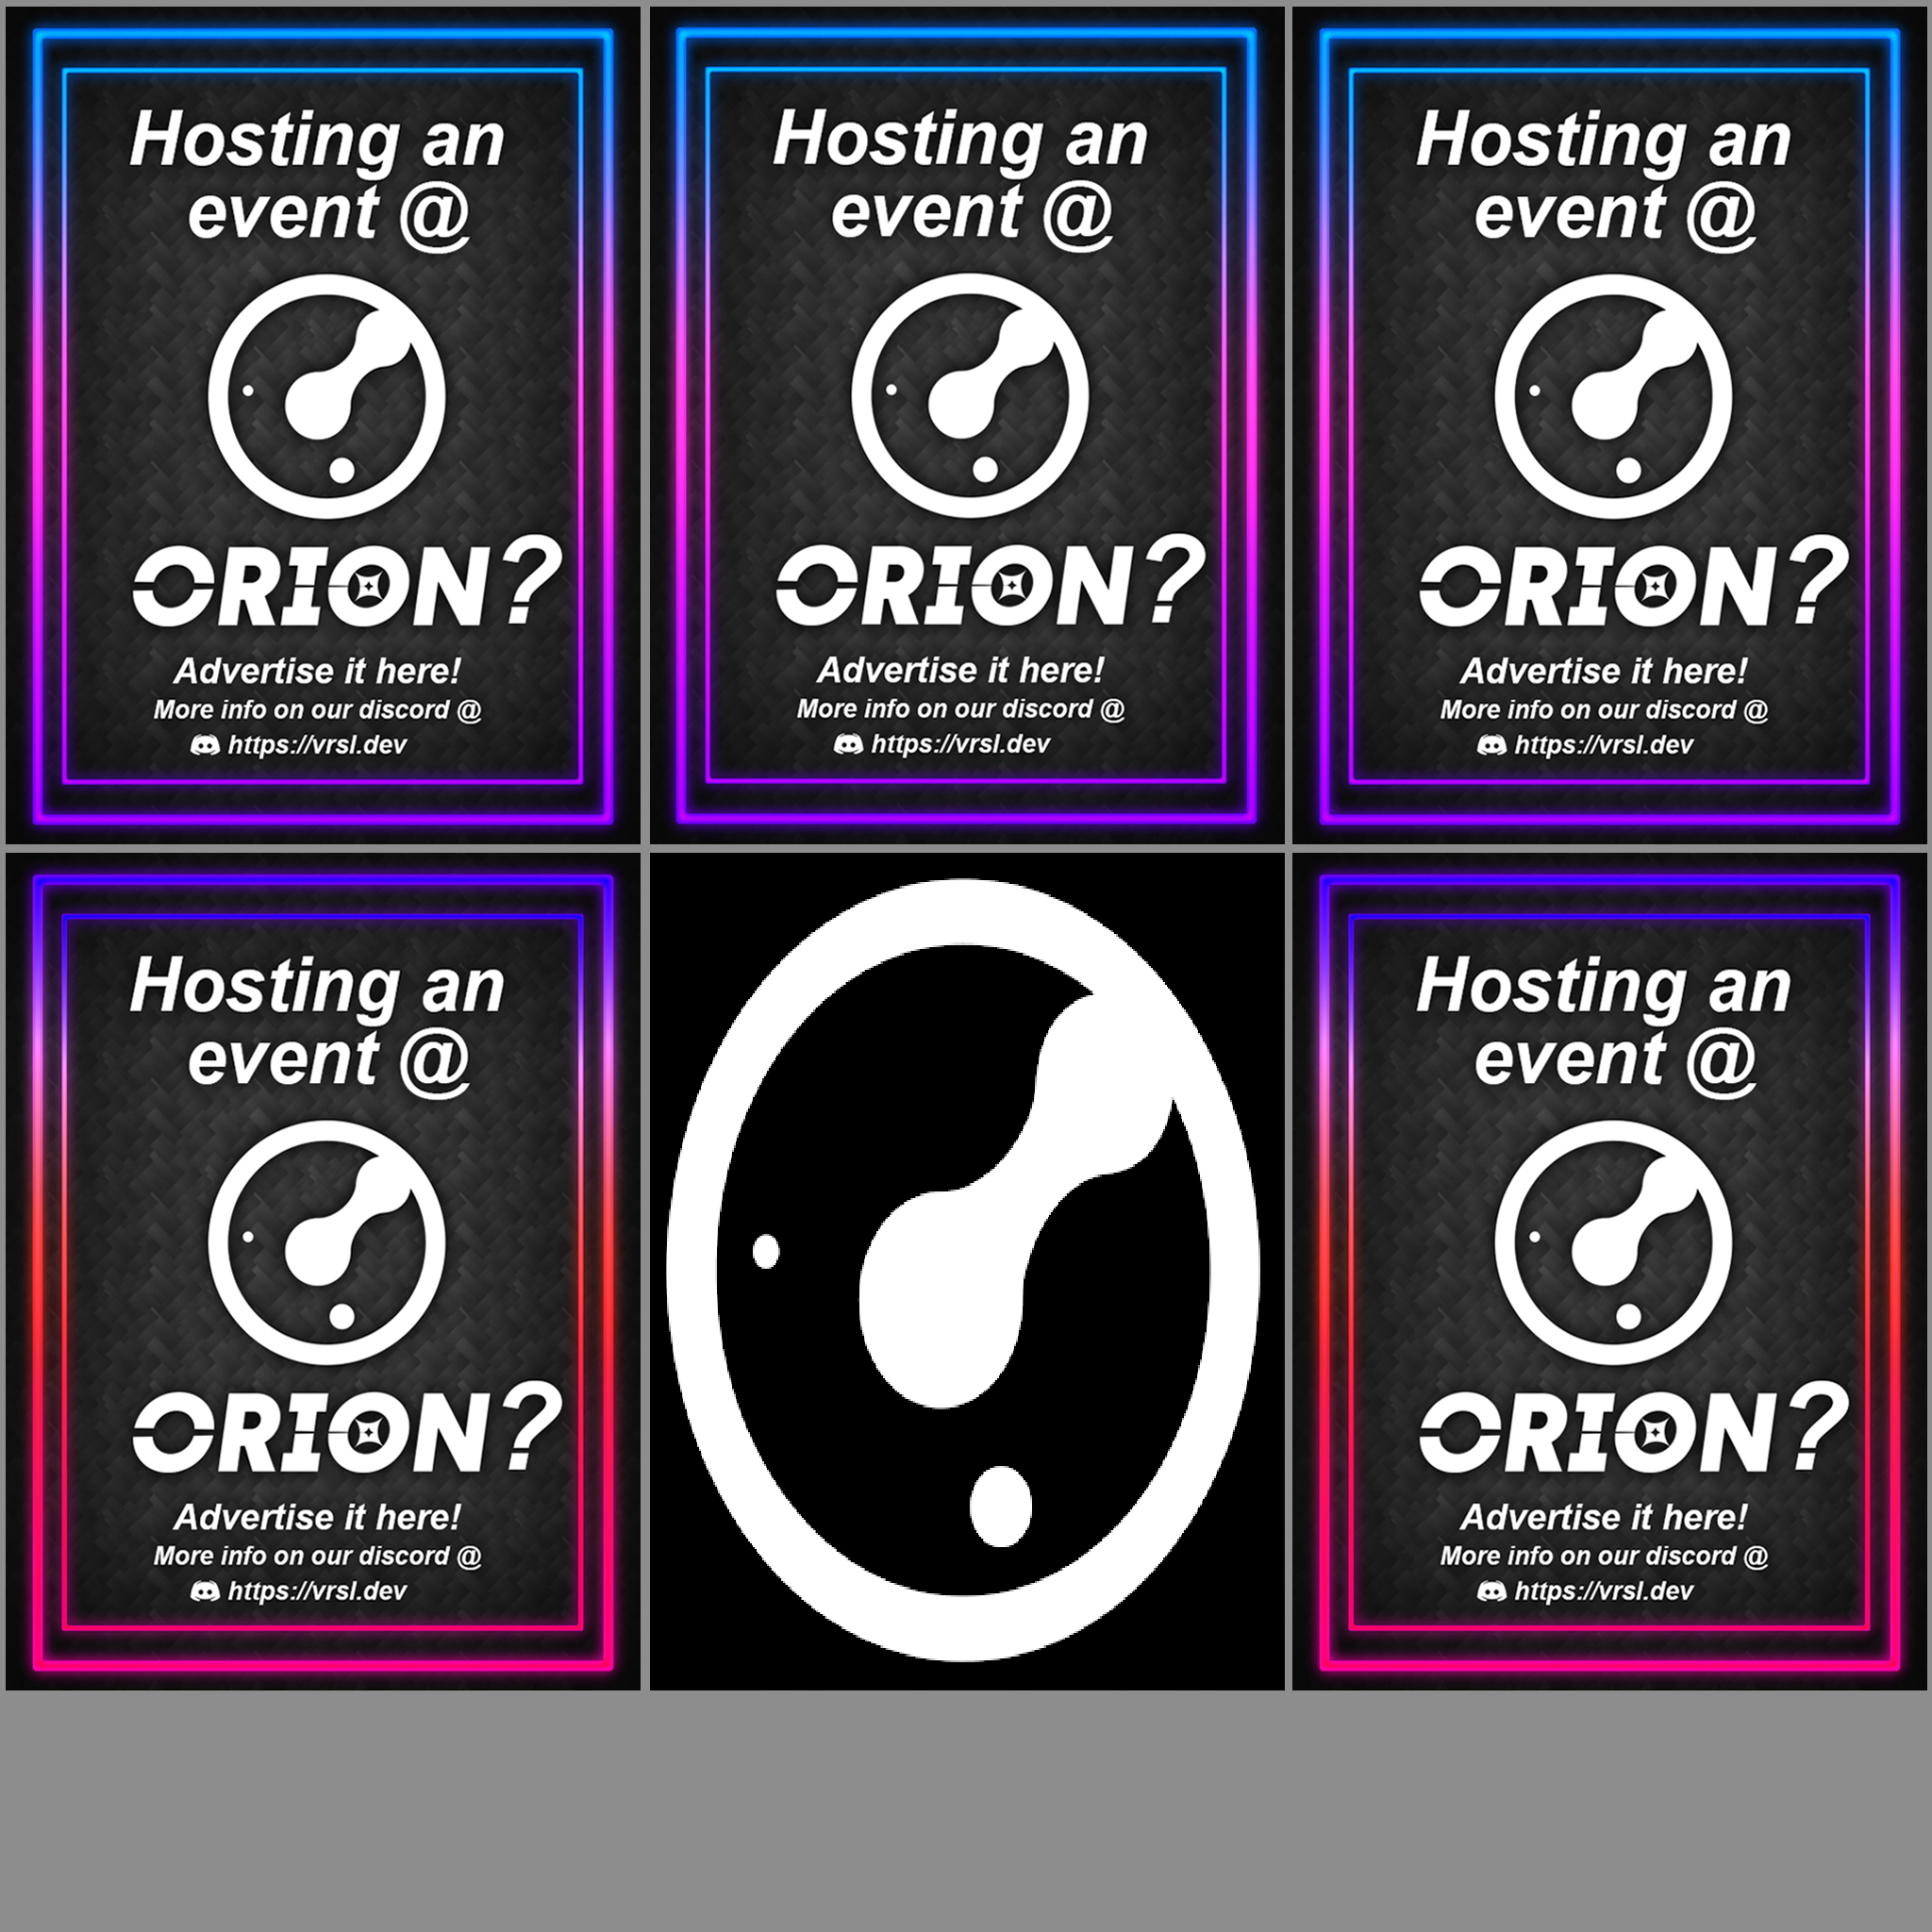 Hosting an
event @
ORION?
Advertise it here!
More info on our discord @
https://vrsl.dev
Hosting an
event @
ORION?
Advertise it here!
More info on our discord @
https://vrsl.dev
Hosting an
event @
ORION?
Advertise it here!
More info on our discord @
https://vrsl.dev
Hosting an
event @
ORION?
Advertise it here!
More info on our discord @
https://vrsl.dev
Hosting an
event @
ORION?
Advertise it here!
More info on our discord @
https://vrsl.dev